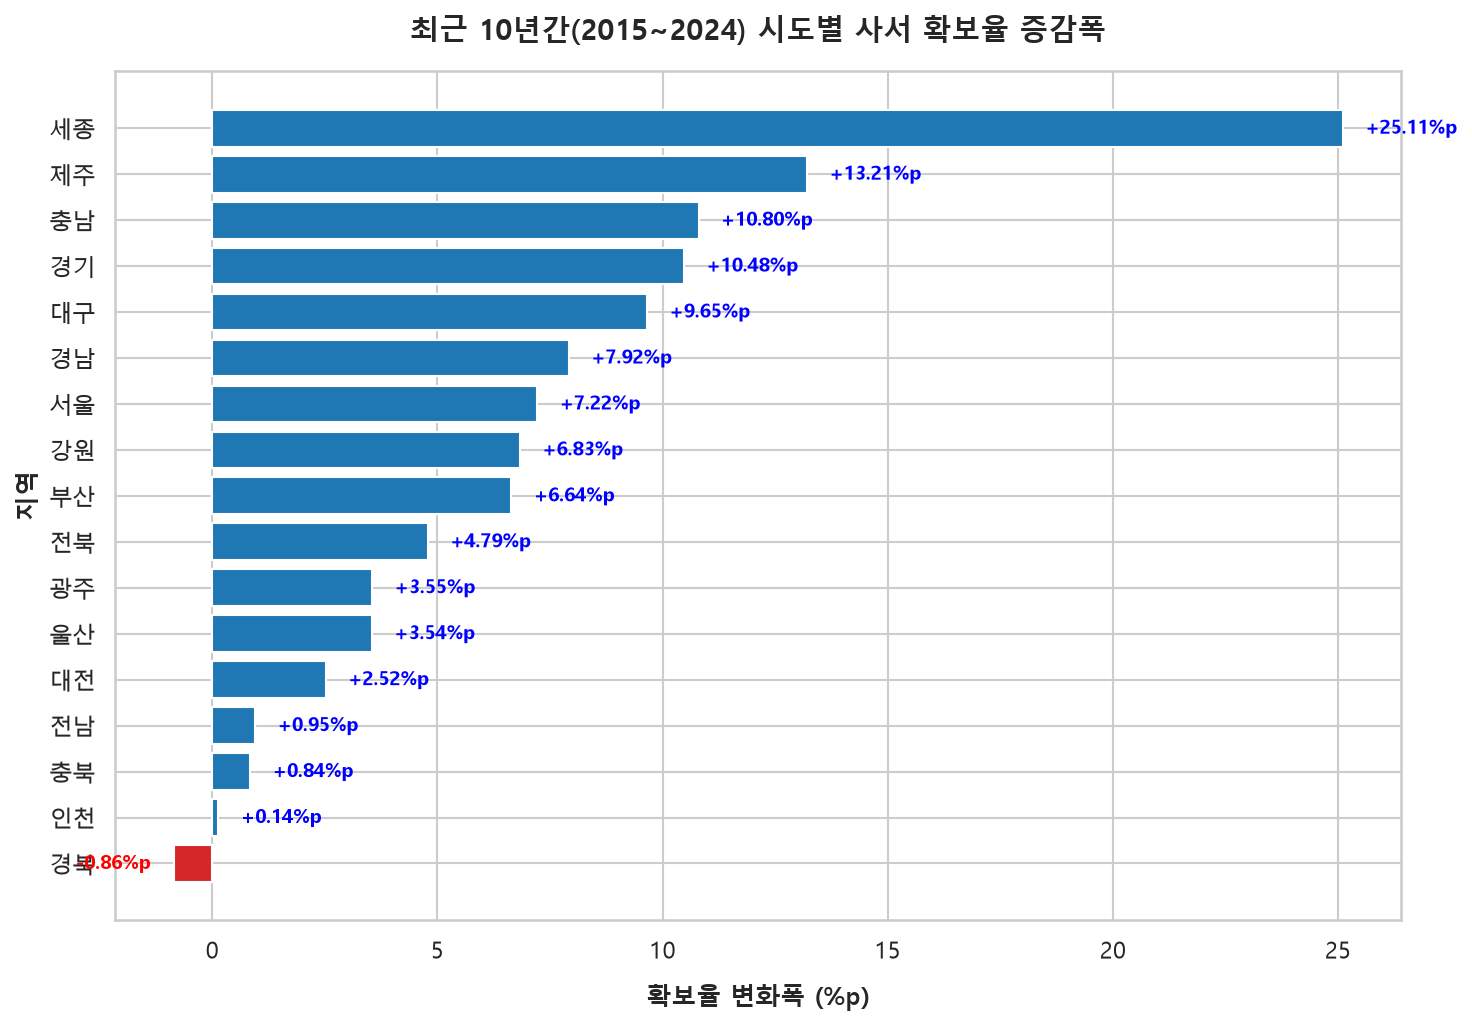 최근 10년간(2015~2024) 시도별 사서 확보율 증감폭
지역
세종 +25.11%p
제주 +13.21%p
충남 +10.80%p
경기 +10.48%p
대구 +9.65%p
경남 +7.92%p
서울 +7.22%p
강원 +6.83%p
부산 +6.64%p
전북 +4.79%p
광주 +3.55%p
울산 +3.54%p
대전 +2.52%p
전남 +0.95%p
충북 +0.84%p
인천 +0.14%p
경북 -0.86%p
0 5 10 15 20 25
확보율 변화폭 (%p)